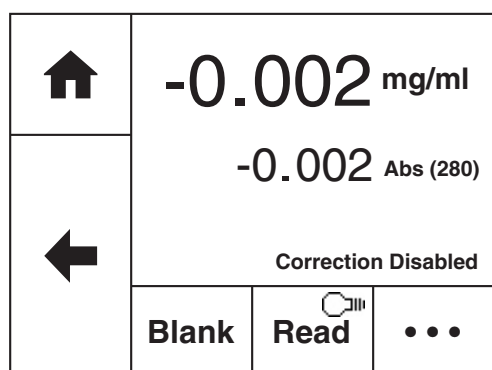 -0.002 mg/ml
-0.002 Abs (280)
Correction Disabled
Blank Read •••